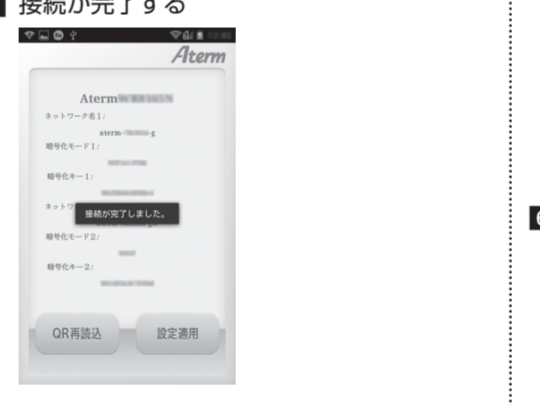 接続が完了する
Aterm
Aterm
ネットワーク名1:
aterm- -g
暗号化モード1:
暗号化キー1:
ネットワ
接続が完了しました。
暗号化モード2:
暗号化キー2:
QR再読込
設定適用